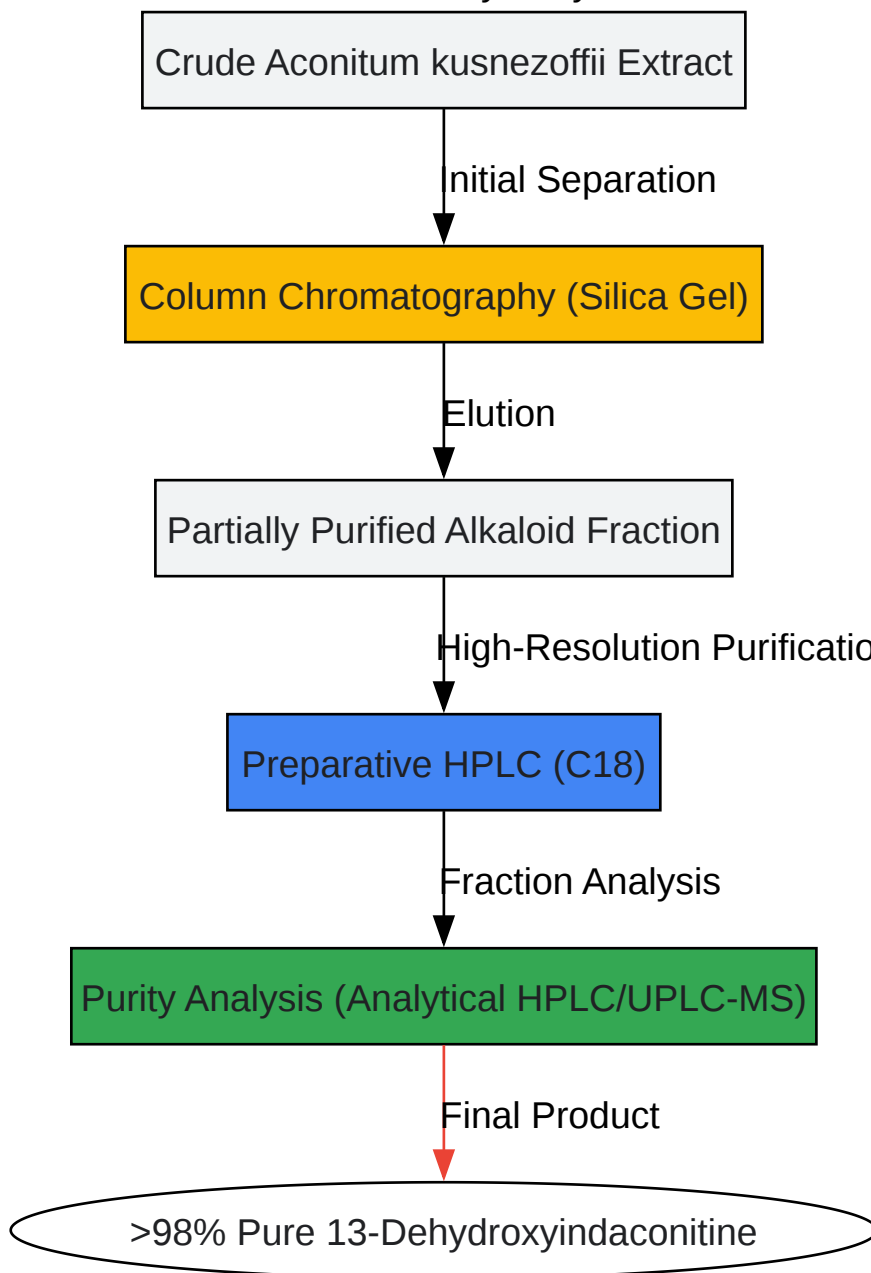 Crude Aconitum kusnezoffii Extract
Initial Separation
Column Chromatography (Silica Gel)
Elution
Partially Purified Alkaloid Fraction
High-Resolution Purificatio
Preparative HPLC (C18)
Fraction Analysis
Purity Analysis (Analytical HPLC/UPLC-MS)
Final Product
>98% Pure 13-Dehydroxyindaconitine